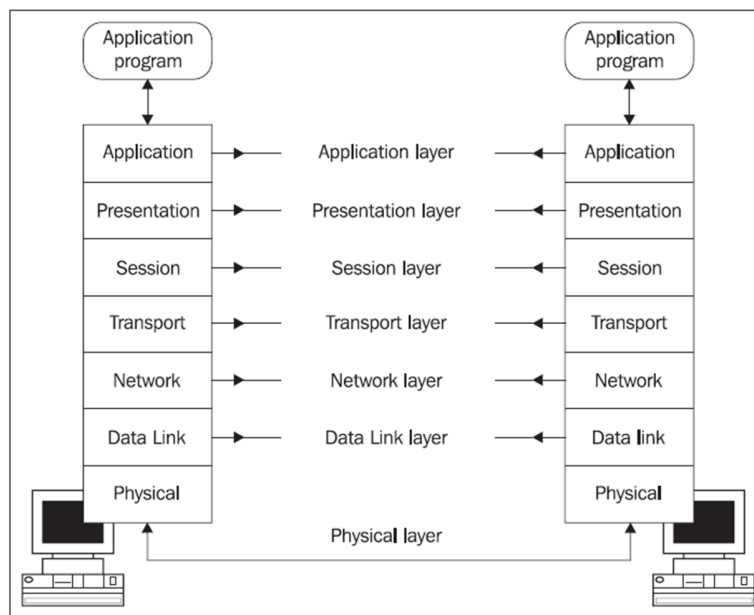 Application
program
Application
program
Application
Application layer
Application
Presentation
Presentation layer
Presentation
Session
Session layer
Session
Transport
Transport layer
Transport
Network
Network layer
Network
Data Link
Data Link layer
Data link
Physical
Physical
Physical layer